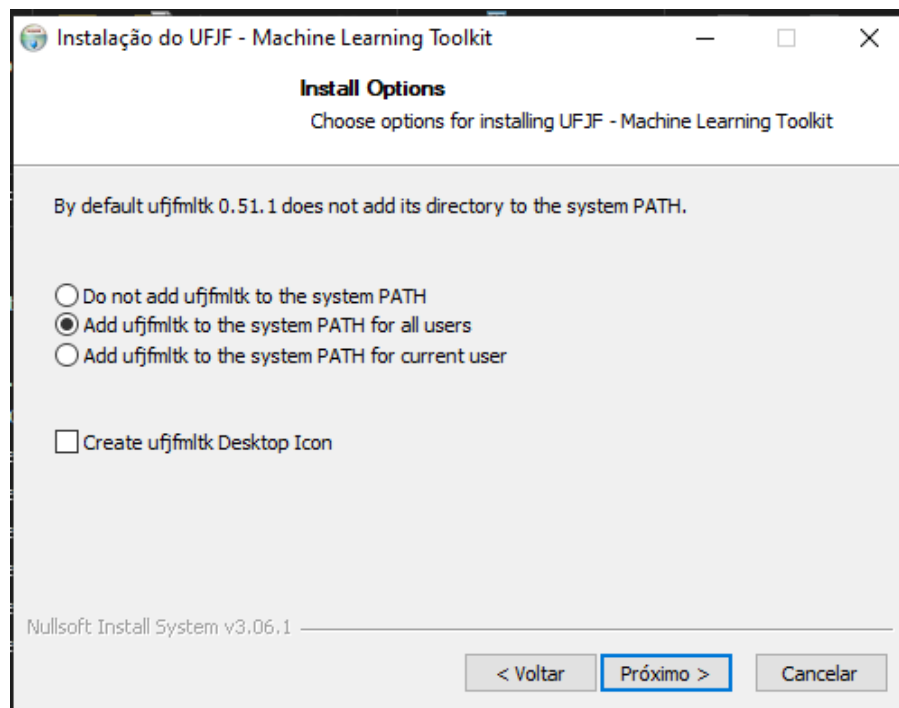 Instalação do UFJF - Machine Learning Toolkit
Install Options
Choose options for installing UFJF - Machine Learning Toolkit
By default ufjfmltk 0.51.1 does not add its directory to the system PATH.
Do not add ufjfmltk to the system PATH
Add ufjfmltk to the system PATH for all users
Add ufjfmltk to the system PATH for current user
Create ufjfmltk Desktop Icon
Nullsoft Install System v3.06.1
< Voltar Próximo > Cancelar